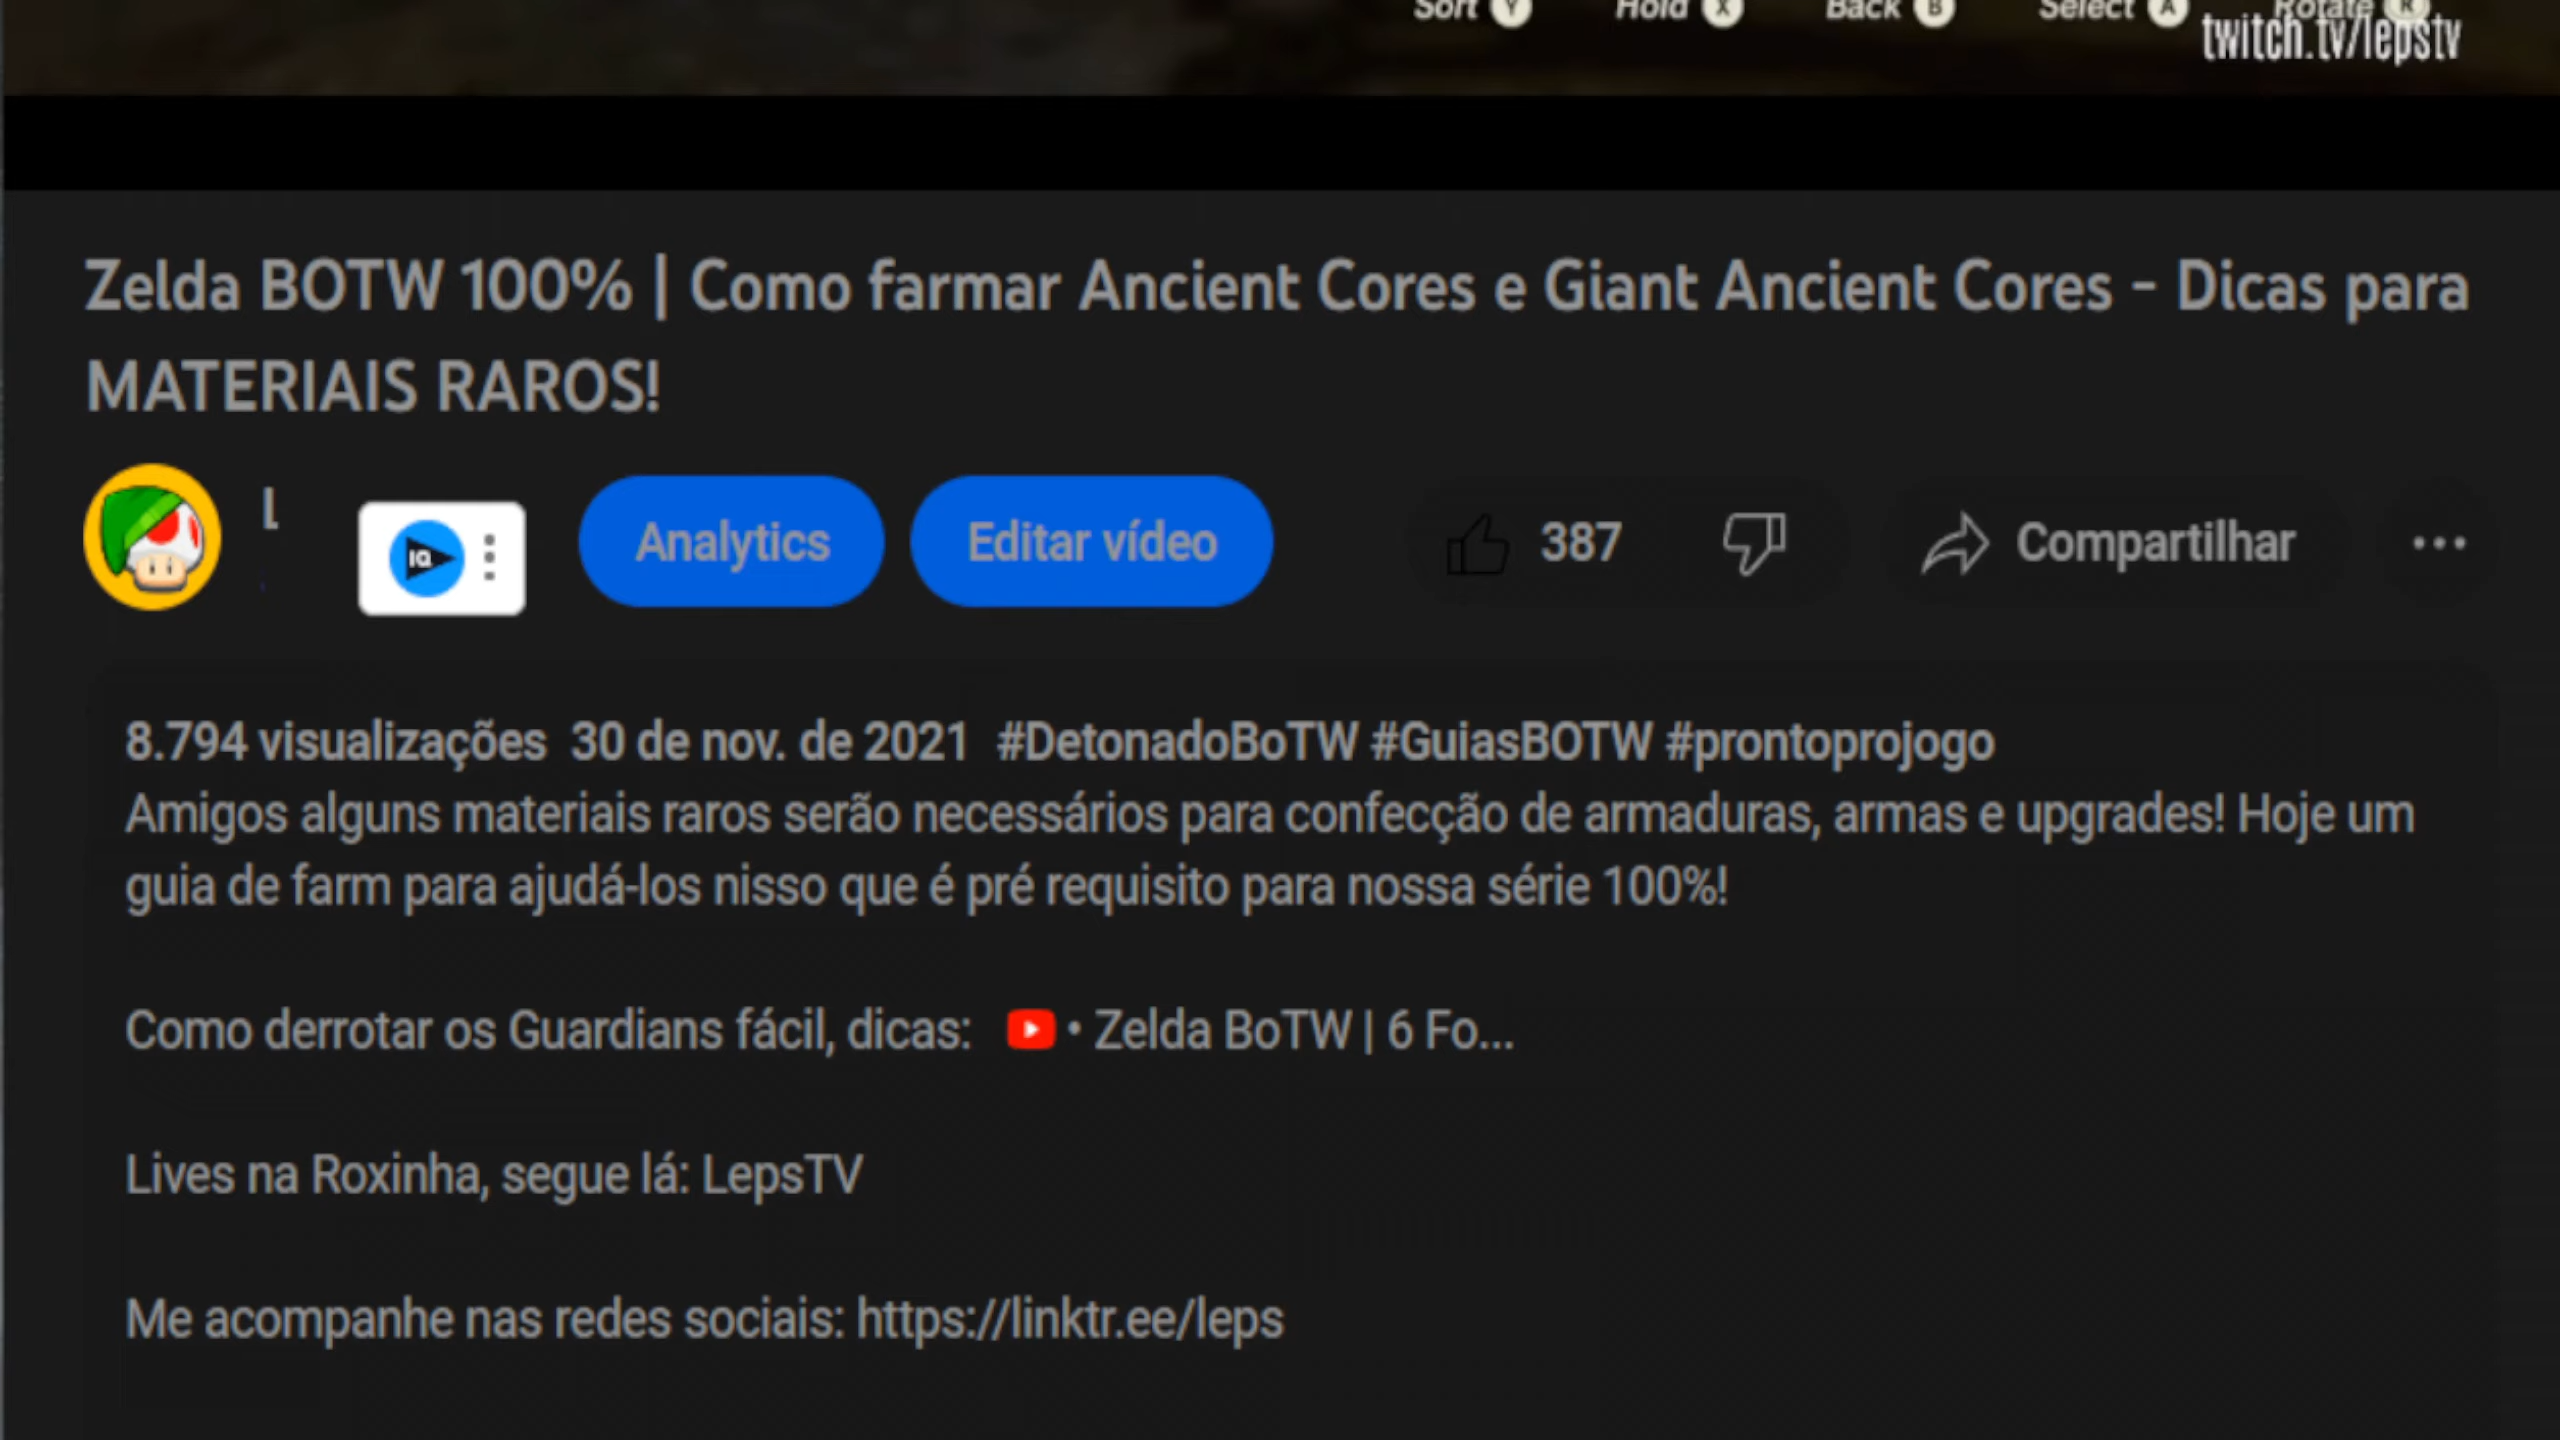 Sort Y Hold X Back B Select A Rotate R
twitch.tv/lepstv
Zelda BOTW 100% | Como farmar Ancient Cores e Giant Ancient Cores - Dicas para
MATERIAIS RAROS!
L
IQ
Analytics
Editar vídeo
387
Compartilhar
8.794 visualizações 30 de nov. de 2021 #DetonadoBoTW #GuiasBOTW #prontoprojogo
Amigos alguns materiais raros serão necessários para confecção de armaduras, armas e upgrades! Hoje um
guia de farm para ajudá-los nisso que é pré requisito para nossa série 100%!
Como derrotar os Guardians fácil, dicas: • Zelda BoTW | 6 Fo...
Lives na Roxinha, segue lá: LepsTV
Me acompanhe nas redes sociais: https://linktr.ee/leps